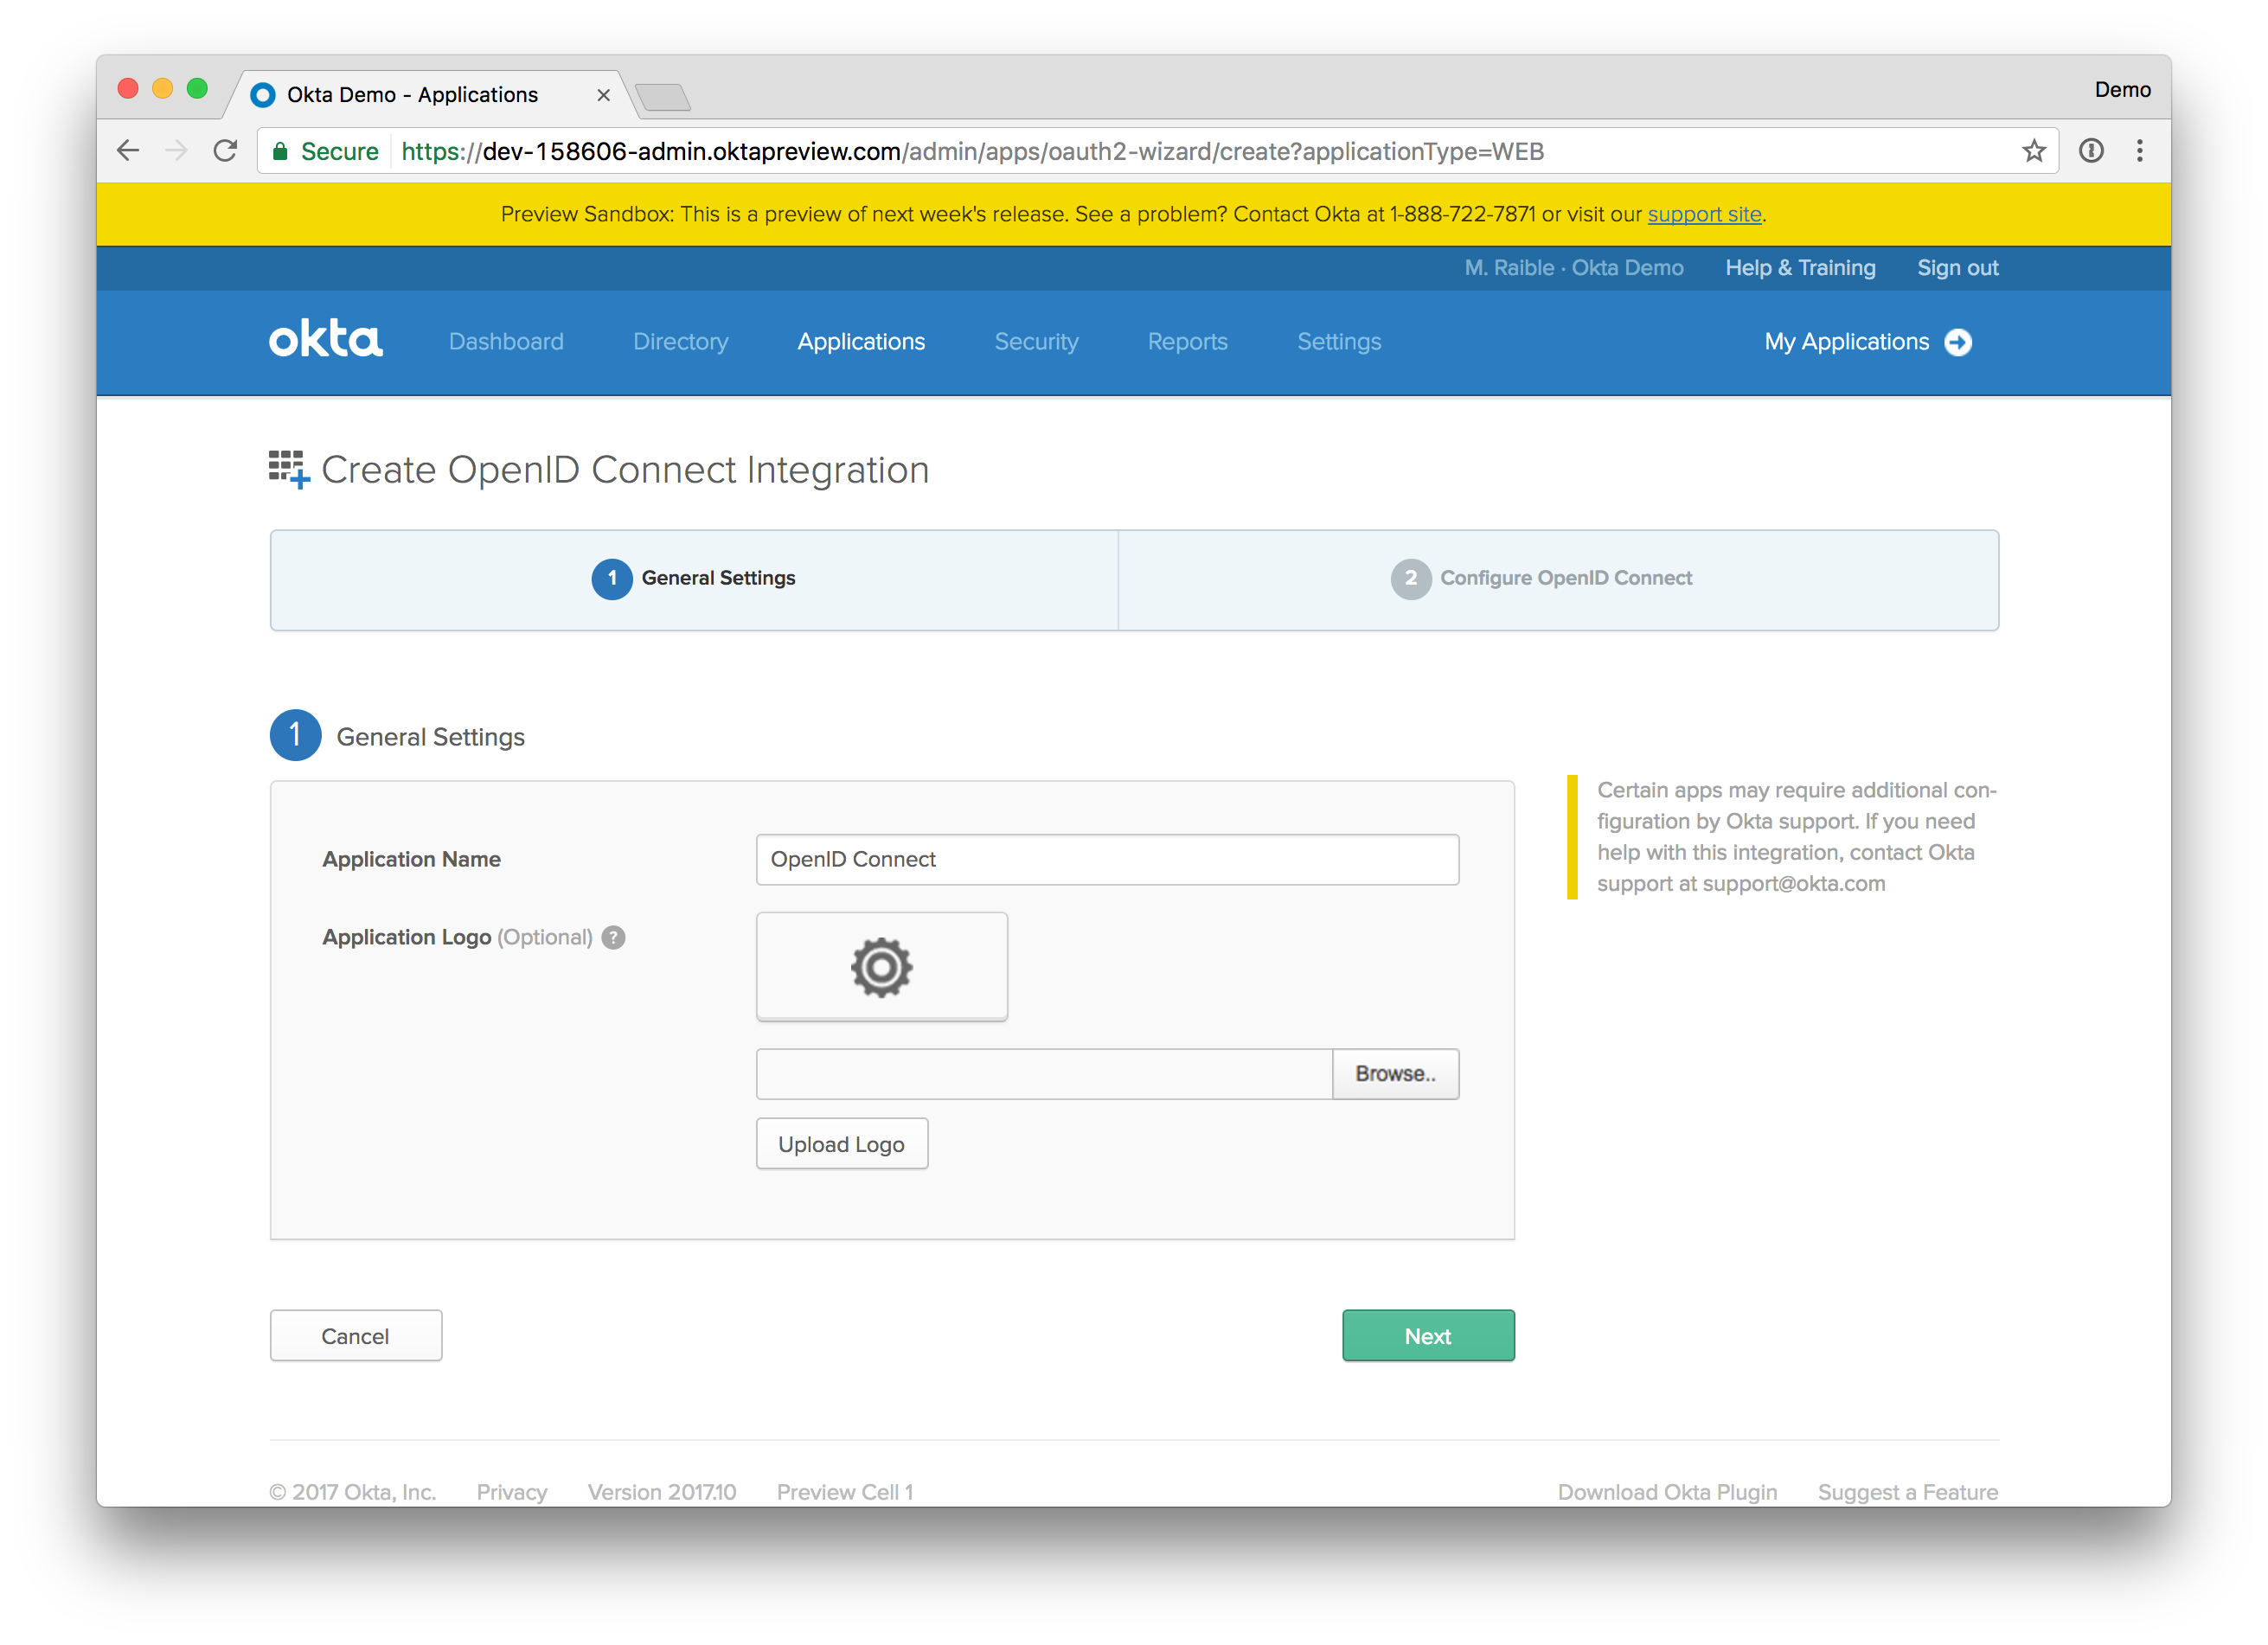 Okta Demo - Applications
Demo
Secure https://dev-158606-admin.oktapreview.com/admin/apps/oauth2-wizard/create?applicationType=WEB
Preview Sandbox: This is a preview of next week's release. See a problem? Contact Okta at 1-888-722-7871 or visit our support site.
M. Raible · Okta Demo Help & Training Sign out
okta Dashboard Directory Applications Security Reports Settings My Applications
Create OpenID Connect Integration
1 General Settings 2 Configure OpenID Connect
1 General Settings
Application Name OpenID Connect
Application Logo (Optional) ?
Browse..
Upload Logo
Certain apps may require additional con-
figuration by Okta support. If you need
help with this integration, contact Okta
support at support@okta.com
Cancel Next
© 2017 Okta, Inc. Privacy Version 2017.10 Preview Cell 1 Download Okta Plugin Suggest a Feature